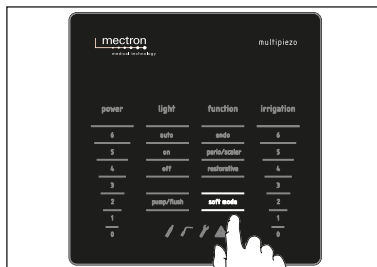 mectron
medical technology
multipiezo
power light function irrigation
6 auto endo 6
5 on perio/scaler 5
4 off restorative 4
3 3
2 pump/flush soft mode 2
1 1
0 0